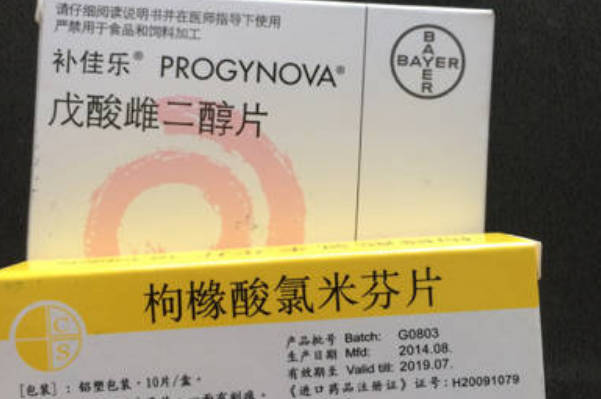 请仔细阅读说明书并在医师指导下使用
严禁用于食品和饲料加工
补佳乐® PROGYNOVA®
BAYER
BAYER
戊酸雌二醇片
枸橼酸氯米芬片
C
S
产品批号 Batch: G0803
生产日期 Mfd: 2014.08.
有效期至 Valid till: 2019.07.
[包装]：铝塑包装·10片/盒。
《进口药品注册证》证号：H20091079